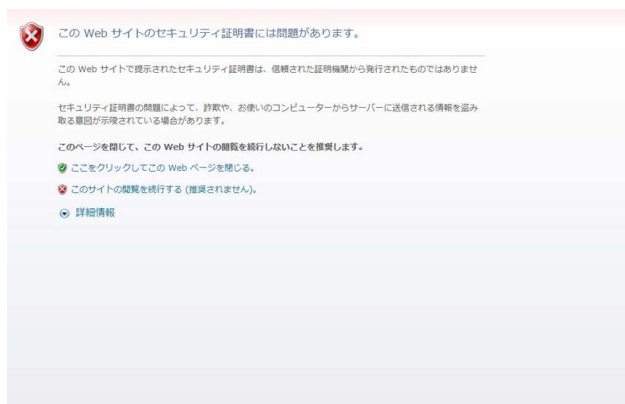 この Web サイトのセキュリティ証明書には問題があります。
この Web サイトで提示されたセキュリティ証明書は、信頼された証明機関から発行されたものではありませ
ん。
セキュリティ証明書の問題によって、詐欺や、お使いのコンピューターからサーバーに送信される情報を盗み
取る意図が示唆されている場合があります。
このページを閉じて、この Web サイトの閲覧を続行しないことを推奨します。
ここをクリックしてこの Web ページを閉じる。
このサイトの閲覧を続行する (推奨されません)。
詳細情報